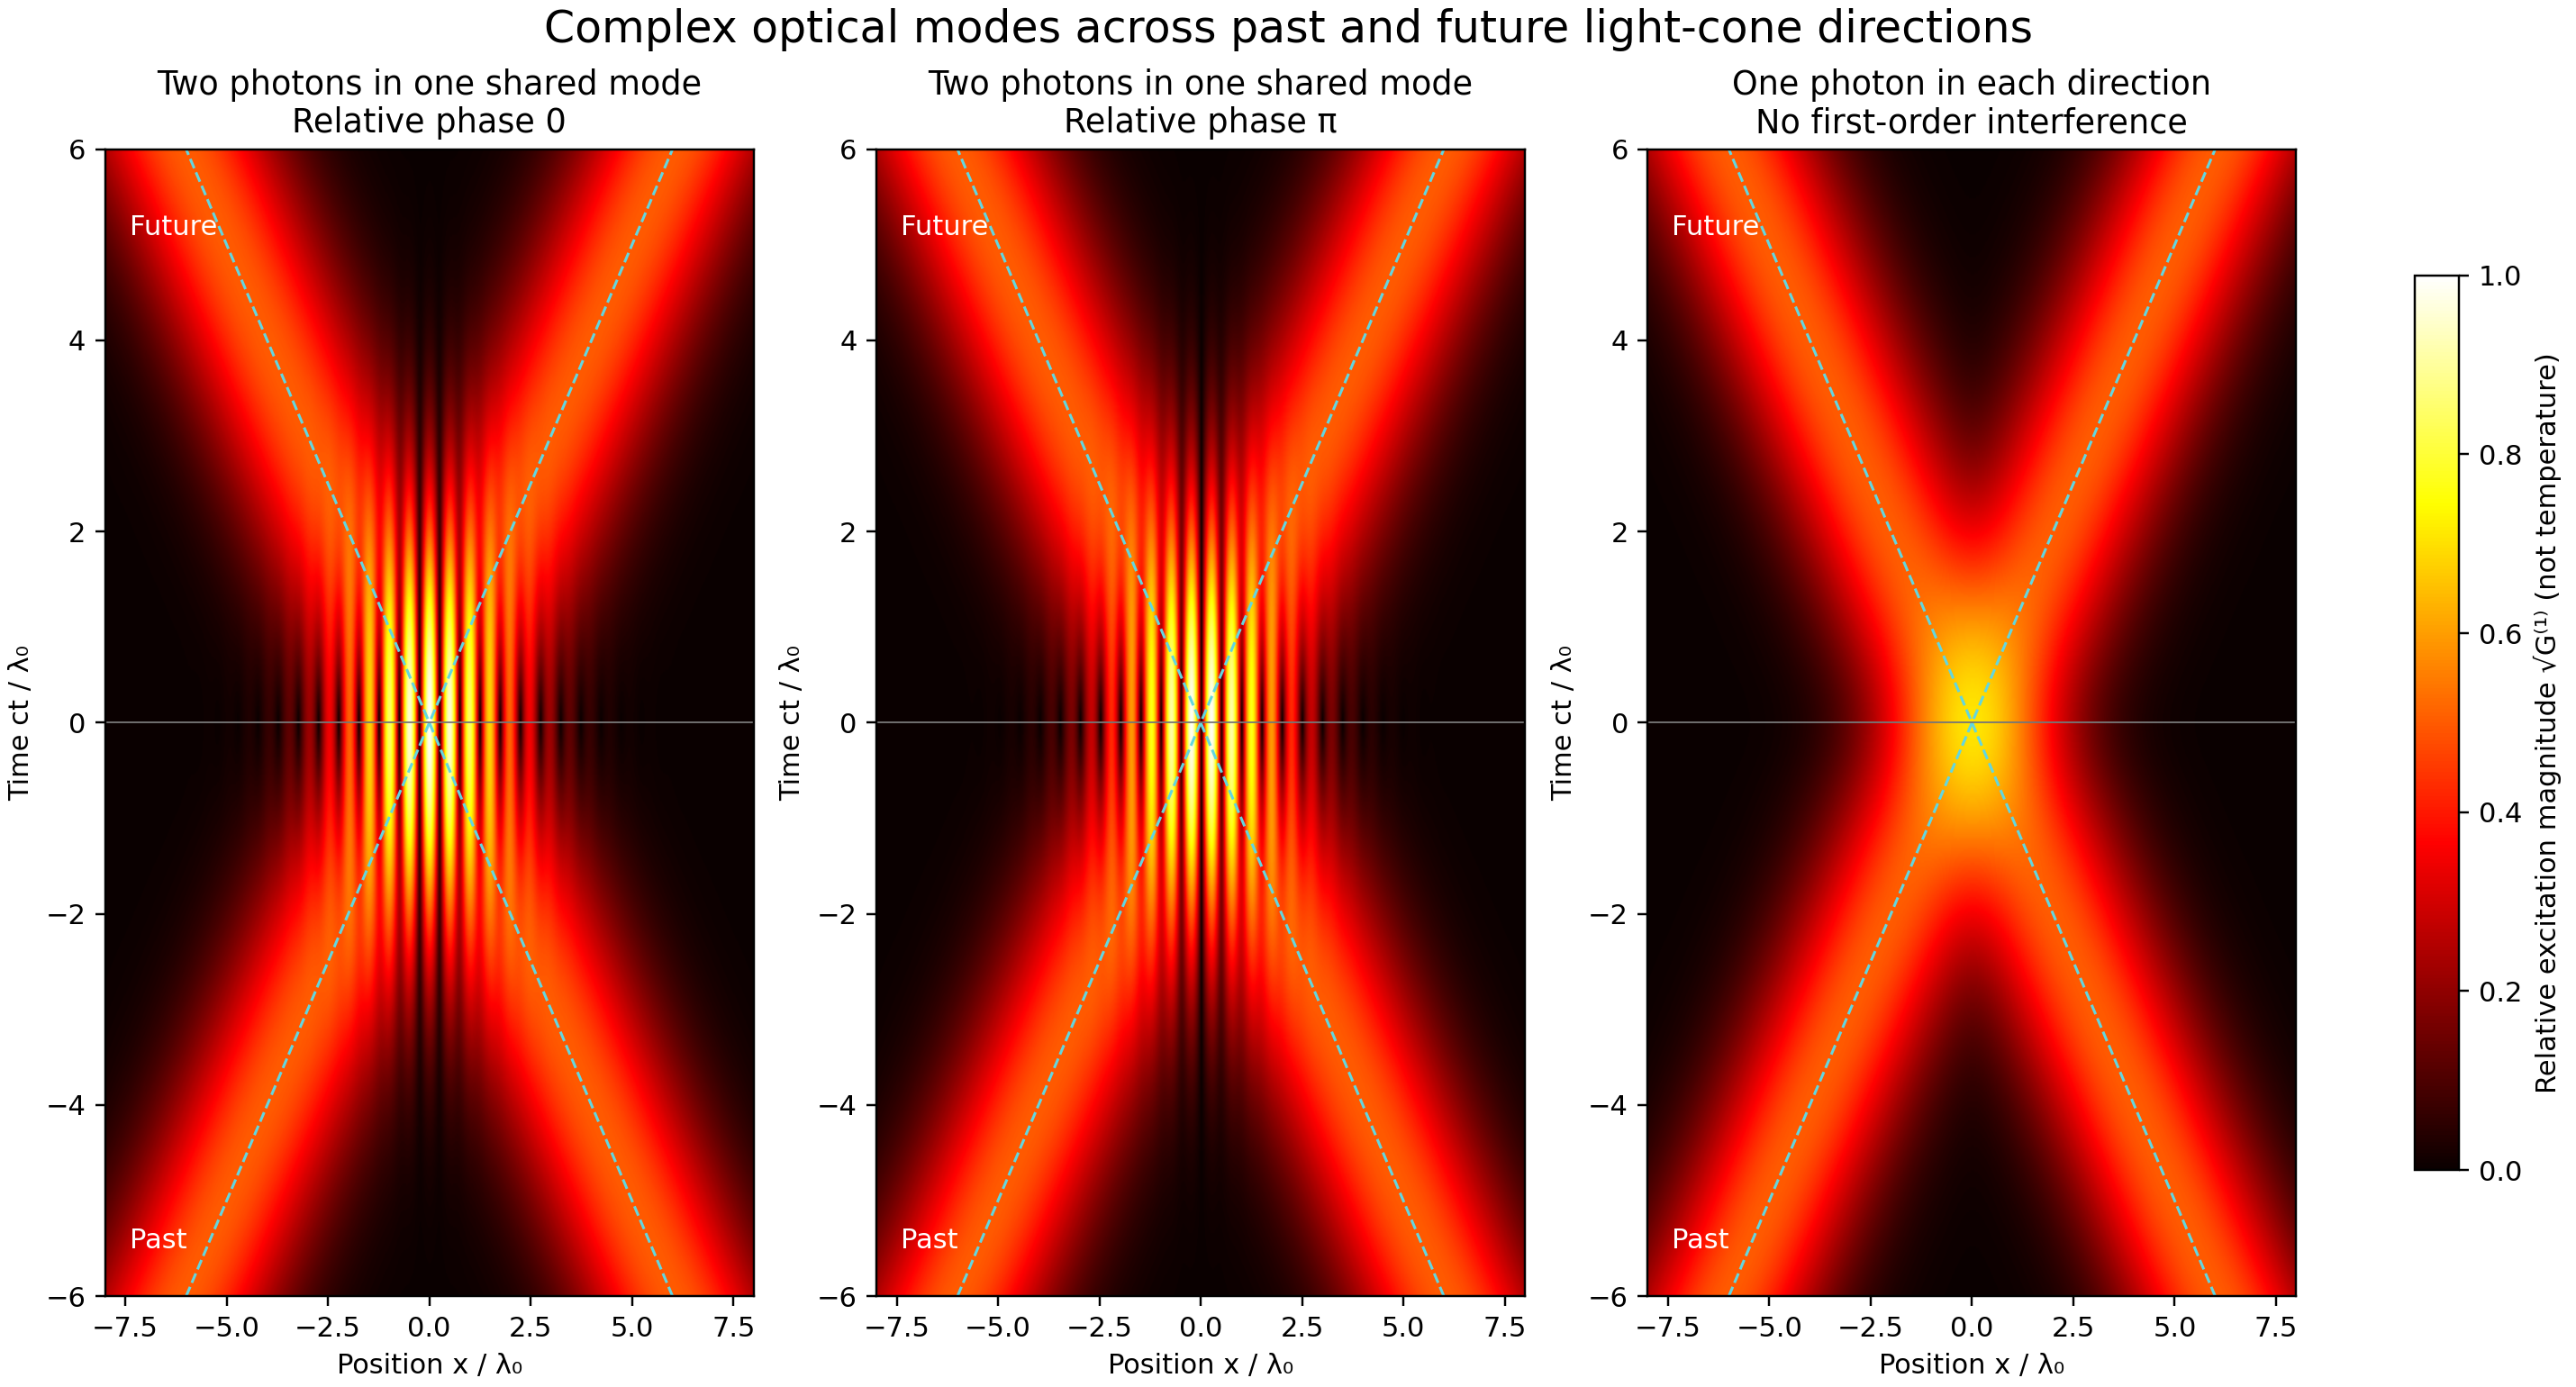 Complex optical modes across past and future light-cone directions
Two photons in one shared mode
Relative phase 0
6
4
2
0
−2
−4
−6
Time ct / λ₀
Future
Past
−7.5 −5.0 −2.5 0.0 2.5 5.0 7.5
Position x / λ₀
Two photons in one shared mode
Relative phase π
6
4
2
0
−2
−4
−6
Time ct / λ₀
Future
Past
−7.5 −5.0 −2.5 0.0 2.5 5.0 7.5
Position x / λ₀
One photon in each direction
No first-order interference
6
4
2
0
−2
−4
−6
Time ct / λ₀
Future
Past
−7.5 −5.0 −2.5 0.0 2.5 5.0 7.5
Position x / λ₀
1.0
0.8
0.6
0.4
0.2
0.0
Relative excitation magnitude √G⁽¹⁾ (not temperature)